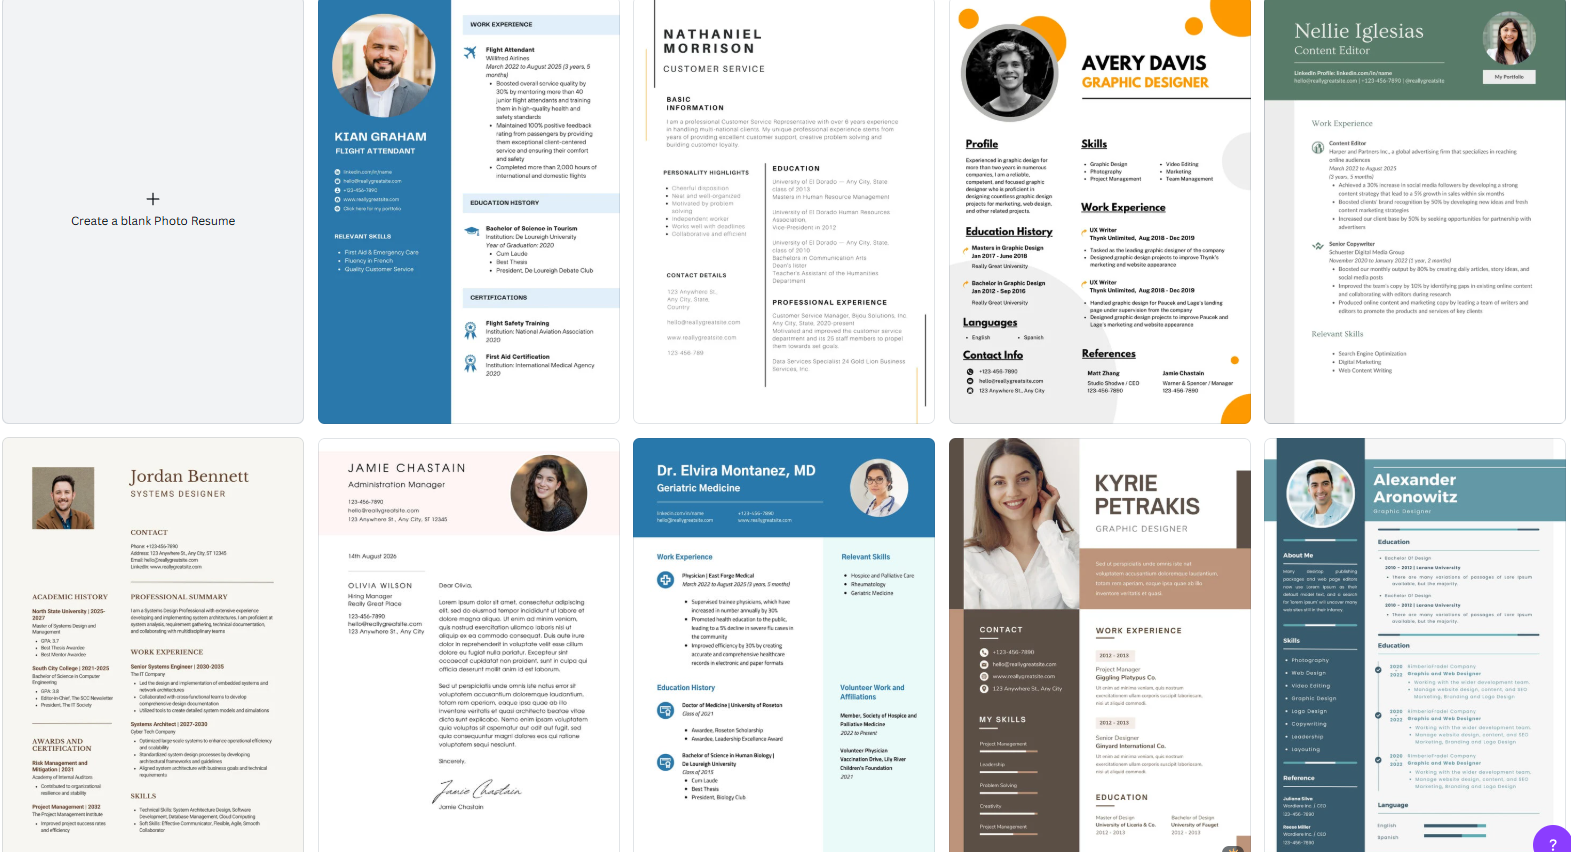 Create a blank Photo Resume
KIAN GRAHAM
FLIGHT ATTENDANT
linkedin.com/in/name
hello@reallygreatsite.com
+123-456-7890
www.reallygreatsite.com
Click here for my portfolio
RELEVANT SKILLS
First Aid & Emergency Care
Fluency in French
Quality Customer Service
WORK EXPERIENCE
Flight Attendant
Willifred Airlines
March 2022 to August 2025 (3 years, 5
months)
Boosted overall service quality by
30% by mentoring more than 40
junior flight attendants and training
them in high-quality health and
safety standards
Maintained 100% positive feedback
rating from passengers by providing
them exceptional client-centered
service and ensuring their comfort
and safety
Completed more than 2,000 hours of
international and domestic flights
EDUCATION HISTORY
Bachelor of Science in Tourism
Institution: De Loureigh University
Year of Graduation: 2020
Cum Laude
Best Thesis
President, De Loureigh Debate Club
CERTIFICATIONS
Flight Safety Training
Institution: National Aviation Association
2020
First Aid Certification
Institution: International Medical Agency
2020
NATHANIEL
MORRISON
CUSTOMER SERVICE
BASIC
INFORMATION
I am a professional Customer Service Representative with over 6 years experience
in handling multi-national clients. My unique professional experience stems from
years of providing excellent customer support, creative problem solving and
building customer loyalty.
PERSONALITY HIGHLIGHTS
Cheerful disposition
Neat and well-organized
Motivated by problem
solving
Independent worker
Works well with deadlines
Collaborative and efficient
CONTACT DETAILS
123 Anywhere St.,
Any City, State,
Country
hello@reallygreatsite.com
www.reallygreatsite.com
123 456-789
EDUCATION
University of El Dorado — Any City, State
class of 2013
Masters in Human Resource Management
University of El Dorado Human Resources
Association,
Vice-President in 2012
University of El Dorado — Any City, State,
class of 2010
Bachelors in Communication Arts
Dean's lister
Teacher's Assistant of the Humanities
Department
PROFESSIONAL EXPERIENCE
Customer Service Manager, Beau Solutions, Inc
Any City, State, 2020-present
Motivated and improved the customer service
department and its 25 staff members to propel
them towards set goals.
Data Services Specialist 24 Gold Lion Business
Services, Inc
AVERY DAVIS
GRAPHIC DESIGNER
Profile
Experienced in graphic design for
more than two years in numerous
companies, I am a reliable,
competent, and focused graphic
designer who is proficient in
designing countless graphic design
projects for marketing, web design,
and other related projects.
Education History
Masters in Graphic Design
Jan 2017 - June 2018
Really Great University
Bachelor in Graphic Design
Jan 2012 - Sep 2016
Really Great University
Languages
English
Spanish
Contact Info
+123-456-7890
hello@reallygreatsite.com
123 Anywhere St., Any City
Skills
Graphic Design
Photography
Project Management
Video Editing
Marketing
Team Management
Work Experience
UX Writer
Thynk Unlimited, Aug 2018 - Dec 2019
Tasked as the leading graphic designer of the company
Designed graphic design projects to improve Thynk's
marketing and website appearance
UX Writer
Thynk Unlimited, Aug 2018 - Dec 2019
Handled graphic design for Paucek and Lage's landing
page under supervision from the company
Designed graphic design projects to improve Paucek and
Lage's marketing and website appearance
References
Matt Zhang
Studio Shodwe / CEO
123-456-7890
Jamie Chastain
Warner & Spencer / Manager
123-456-7890
Nellie Iglesias
Content Editor
LinkedIn Profile: linkedin.com/in/name
hello@reallygreatsite.com | +123-456-7890 | @reallygreatsite
My Portfolio
Work Experience
Content Editor
Harper and Partners Inc., a global advertising firm that specializes in reaching
online audiences
March 2022 to August 2025
(3 years, 5 months)
Achieved a 30% increase in social media followers by developing a strong
content strategy that lead to 5% growth in sales within six months
Boosted clients' brand recognition by 50% by developing new ideas and fresh
content marketing strategies
Increased our client base by 50% by seeking opportunities for partnership with
advertisers
Senior Copywriter
Schuester Digital Media Group
November 2020 to January 2022 (1 year, 2 months)
Boosted our monthly output by 80% by creating daily articles, story ideas, and
social media posts
Improved the team's copy by 10% by identifying gaps in existing online content
and collaborating with editors during research
Produced online content and marketing copy by leading a team of writers and
editors to promote the products and services of key clients
Relevant Skills
Search Engine Optimization
Digital Marketing
Web Content Writing
Jordan Bennett
SYSTEMS DESIGNER
CONTACT
Phone: +123-456-7890
Address: 123 Anywhere St., Any City, ST 12345
Email: hello@reallygreatsite.com
LinkedIn: www.reallygreatsite.com
ACADEMIC HISTORY
North State University | 2025-
2027
Master of Systems Design and
Management
GPA: 3.7
Best Thesis Awardee
Best Mentor Awardee
South City College | 2021-2025
Bachelor of Science in Computer
Engineering
GPA: 3.8
Editor-in-Chief, The SCC Newsletter
President, The IT Society
AWARDS AND
CERTIFICATION
Risk Management and
Mitigation | 2031
Academy of Internal Auditors
Contributed to organizational
resilience and stability
Project Management | 2032
The Project Management Institute
Improved project success rates
and efficiency
PROFESSIONAL SUMMARY
I am a Systems Design Professional with extensive experience
developing and implementing system architectures. I am proficient at
system analysis, requirement gathering, technical documentation,
and collaborating with multidisciplinary teams
WORK EXPERIENCE
Senior Systems Engineer | 2030-2035
The IT Company
Led the design and implementation of embedded systems and
network architectures
Collaborated with cross functional teams to develop
comprehensive design documentation
Utilized tools to create detailed system models and simulations
Systems Architect | 2027-2030
Cyber Tech Company
Optimized large-scale systems to enhance operational efficiency
and scalability
Standardized system design processes by developing
architectural frameworks and guidelines
Aligned system architecture with business goals and technical
requirements
SKILLS
Technical Skills: System Architecture Design, Software
Development, Database Management, Cloud Computing
Soft Skills: Effective Communicator, Flexible, Agile, Smooth
Collaborator
JAMIE CHASTAIN
Administration Manager
123-456-7890
hello@reallygreatsite.com
123 Anywhere St., Any City, ST 12345
14th August 2026
OLIVIA WILSON
Hiring Manager
Really Great Place
123-456-7890
hello@reallygreatsite.com
123 Anywhere St., Any City
Dear Olivia,
Lorem ipsum dolor sit amet, consectetur adipiscing
elit, sed do eiusmod tempor incididunt ut labore et
dolore magna aliqua. Ut enim ad minim veniam,
quis nostrud exercitation ullamco laboris nisi ut
aliquip ex ea commodo consequat. Duis aute irure
dolor in reprehenderit in voluptate velit esse cillum
dolore eu fugiat nulla pariatur. Excepteur sint
occaecat cupidatat non proident, sunt in culpa qui
officia deserunt mollit anim id est laborum.
Sed ut perspiciatis unde omnis iste natus error sit
voluptatem accusantium doloremque laudantium,
totam rem aperiam, eaque ipsa quae ab illo
inventore veritatis et quasi architecto beatae vitae
dicta sunt explicabo. Nemo enim ipsam voluptatem
quia voluptas sit aspernatur aut odit aut fugit, sed
quia consequuntur magni dolores eos qui ratione
voluptatem sequi nesciunt.
Sincerely,
Jamie Chastain
Jamie Chastain
Dr. Elvira Montanez, MD
Geriatric Medicine
linkedin.com/in/name
hello@reallygreatsite.com
+123-456-7890
www.reallygreatsite.com
Work Experience
Physician | East Farge Medical
March 2022 to August 2025 (3 years, 5 months)
Supervised trainee physicians, which have
increased in number annually by 30%
Promoted health education to the public,
leading to a 5% decline in severe flu cases in
the community
Improved efficiency by 30% by creating
accurate and comprehensive healthcare
records in electronic and paper formats
Education History
Doctor of Medicine | University of Roseton
Class of 2021
Awardee, Roseton Scholarship
Awardee, Leadership Excellence Award
Bachelor of Science in Human Biology |
De Loureigh University
Class of 2015
Cum Laude
Best Thesis
President, Biology Club
Relevant Skills
Hospice and Palliative Care
Rheumatology
Geriatric Medicine
Volunteer Work and
Affiliations
Member, Society of Hospice and
Palliative Medicine
2022 to Present
Volunteer Physician
Vaccination Drive, Lily River
Children's Foundation
2021
KYRIE
PETRAKIS
GRAPHIC DESIGNER
Sed ut perspiciatis unde omnis iste natus error sit
voluptatem accusantium doloremque laudantium,
totam rem aperiam, eaque ipsa quae ab illo
inventore veritatis et quasi.
CONTACT
+123-456-7890
hello@reallygreatsite.com
www.reallygreatsite.com
123 Anywhere St., Any City
MY SKILLS
Project Management
Leadership
Problem Solving
Creativity
Project Management
WORK EXPERIENCE
2012 - 2013
Project Manager
Giggling Platypus Co.
Ut enim ad minima veniam, quis nostrum
exercitationem ullam corporis suscipit laboriosam,
nisi ut aliquid.
2012 - 2013
Senior Designer
Ginyard International Co.
Ut enim ad minima veniam, quis nostrum
exercitationem ullam corporis suscipit laboriosam,
nisi ut aliquid.
EDUCATION
Master of Design
University of Liceria & Co.
2012 - 2013
Bachelor of Design
University of Fauget
2012 - 2013
Alexander
Aronowitz
Graphic Designer
About Me
Many desktop publishing
packages and web page editors
now use Lorem Ipsum as their
default model text, and a search
for 'lorem ipsum' will uncover many
web sites still in their infancy.
Skills
Photography
Web Design
Video Editing
Graphic Design
Logo Design
Copywriting
Leadership
Layouting
Reference
Juliana Silva
Wardiere Inc. / CEO
123-456-7890
Reese Miller
Wardiere Inc. / CEO
123-456-7890
Education
Bachelor Of Design
2010 - 2012 | Larana University
There are many variations of passages of Lorem Ipsum
available, but the majority.
Bachelor Of Design
2010 - 2012 | Larana University
There are many variations of passages of Lorem Ipsum
available, but the majority.
Education
2020
2022
Rimberio Fader Company
Graphic and Web Designer
Working with the wider development team.
Manage website design, content, and SEO
Marketing, Branding and Logo Design
2020
2022
Graphic and Web Designer
Working with the wider development team.
Manage website design, content, and SEO
Marketing, Branding and Logo Design
2020
2022
Graphic and Web Designer
Working with the wider development team.
Manage website design, content, and SEO
Marketing, Branding and Logo Design
Language
English
Spanish
?